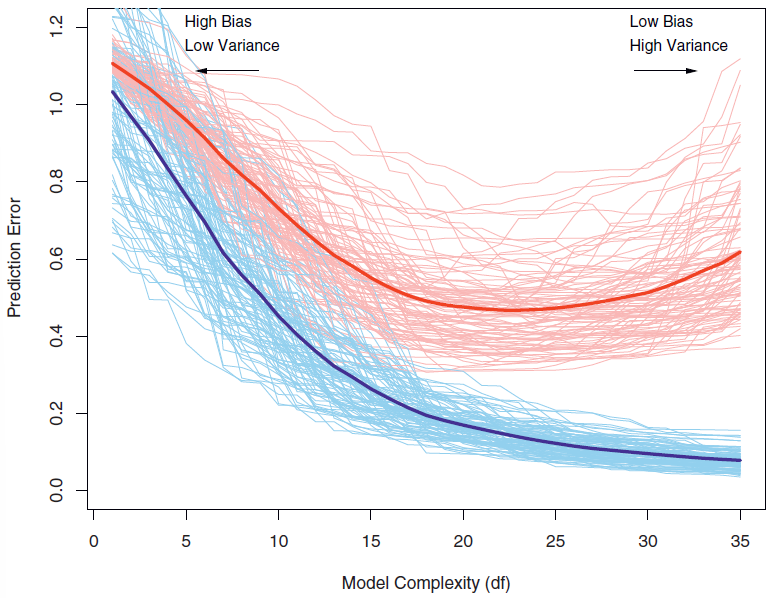 High Bias
Low Variance
Low Bias
High Variance
Prediction Error
1.2
1.0
0.8
0.6
0.4
0.2
0.0
0 5 10 15 20 25 30 35
Model Complexity (df)